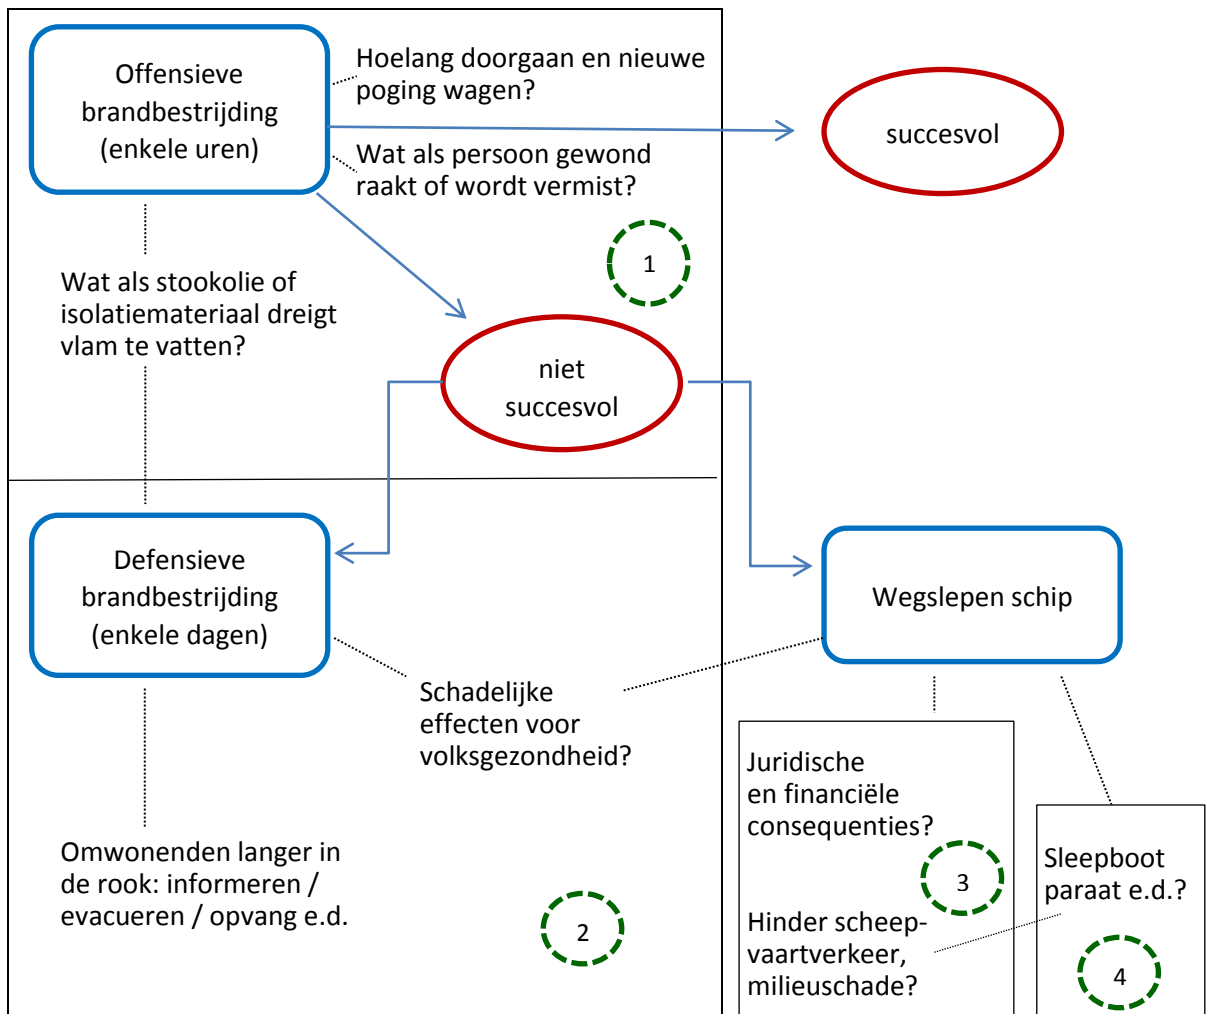 Offensieve
brandbestrijding
(enkele uren)
Hoelang doorgaan en nieuwe
poging wagen?
succesvol
Wat als persoon gewond
raakt of wordt vermist?
1
Wat als stookolie of
isolatiemateriaal dreigt
vlam te vatten?
niet
succesvol
Defensieve
brandbestrijding
(enkele dagen)
Wegslepen schip
Schadelijke
effecten voor
volksgezondheid?
Omwonenden langer in
de rook: informeren /
evacueren / opvang e.d.
2
Juridische
en financiële
consequenties?
3
Hinder scheep-
vaartverkeer,
milieuschade?
Sleepboot
paraat e.d.?
4